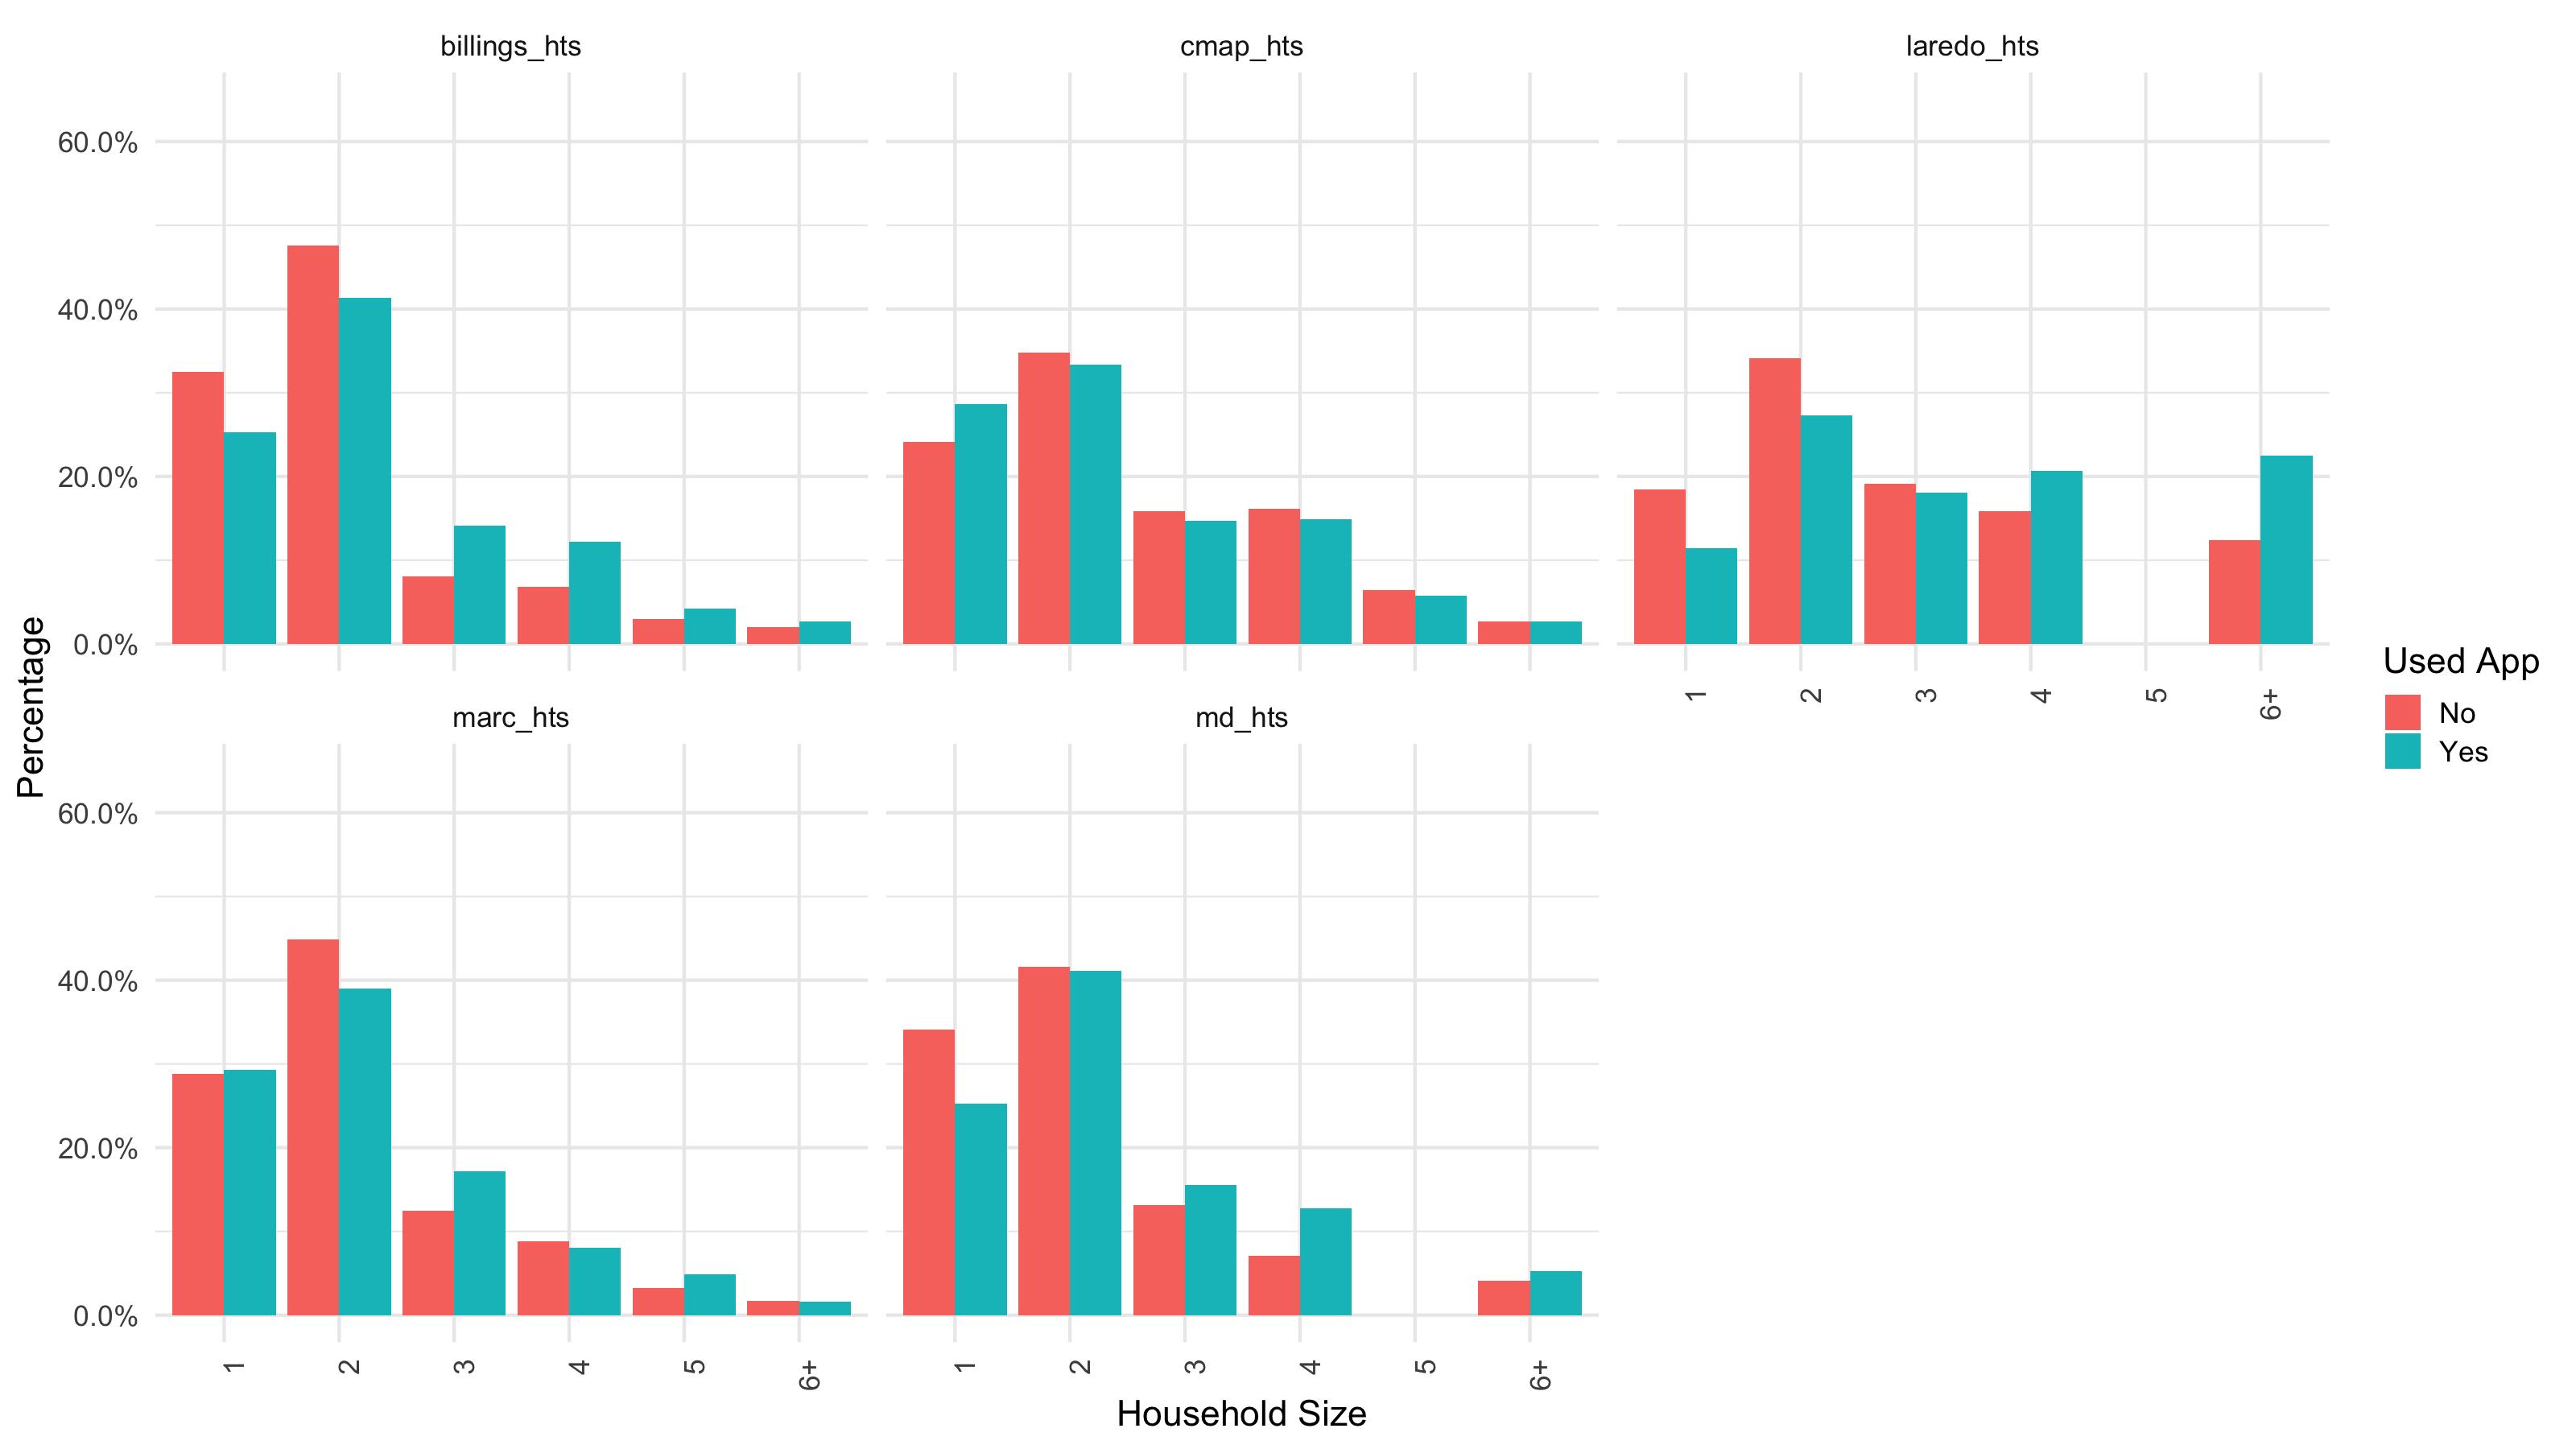 billings_hts
cmap_hts
laredo_hts
60.0%
40.0%
20.0%
0.0%
1
2
3
4
5
6+
marc_hts
md_hts
60.0%
40.0%
20.0%
0.0%
1
2
3
4
5
6+
1
2
3
4
5
6+
Household Size
Percentage
Used App
No
Yes